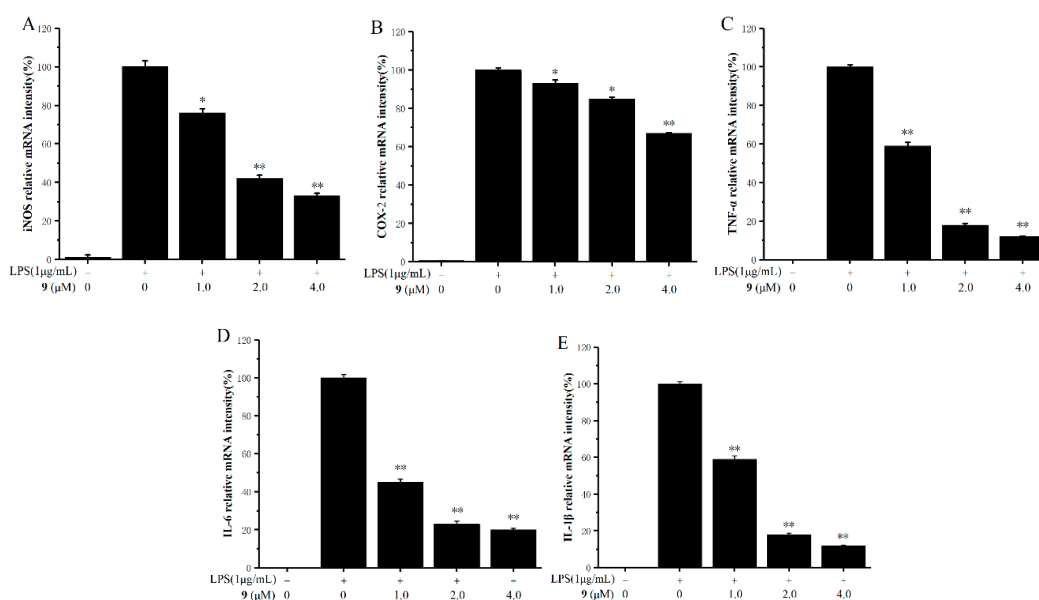 A
iNOS relative mRNA intensity(%)
120
100
80
60
40
20
0
*
**
**
LPS(1μg/mL) − + + + +
9 (μM) 0 0 1.0 2.0 4.0
B
COX-2 relative mRNA intensity(%)
120
100
80
60
40
20
0
*
*
**
− + + + +
0 0 1.0 2.0 4.0
C
TNF-α relative mRNA intensity(%)
120
100
80
60
40
20
0
**
**
**
LPS(1μg/mL) − + + + +
9 (μM) 0 0 1.0 2.0 4.0
D
IL-6 relative mRNA intensity(%)
120
100
80
60
40
20
0
**
**
**
LPS(1μg/mL) − + + + +
9 (μM) 0 0 1.0 2.0 4.0
E
IL-1β relative mRNA intensity(%)
120
100
80
60
40
20
0
**
**
**
LPS(1μg/mL) − + + + +
9 (μM) 0 0 1.0 2.0 4.0